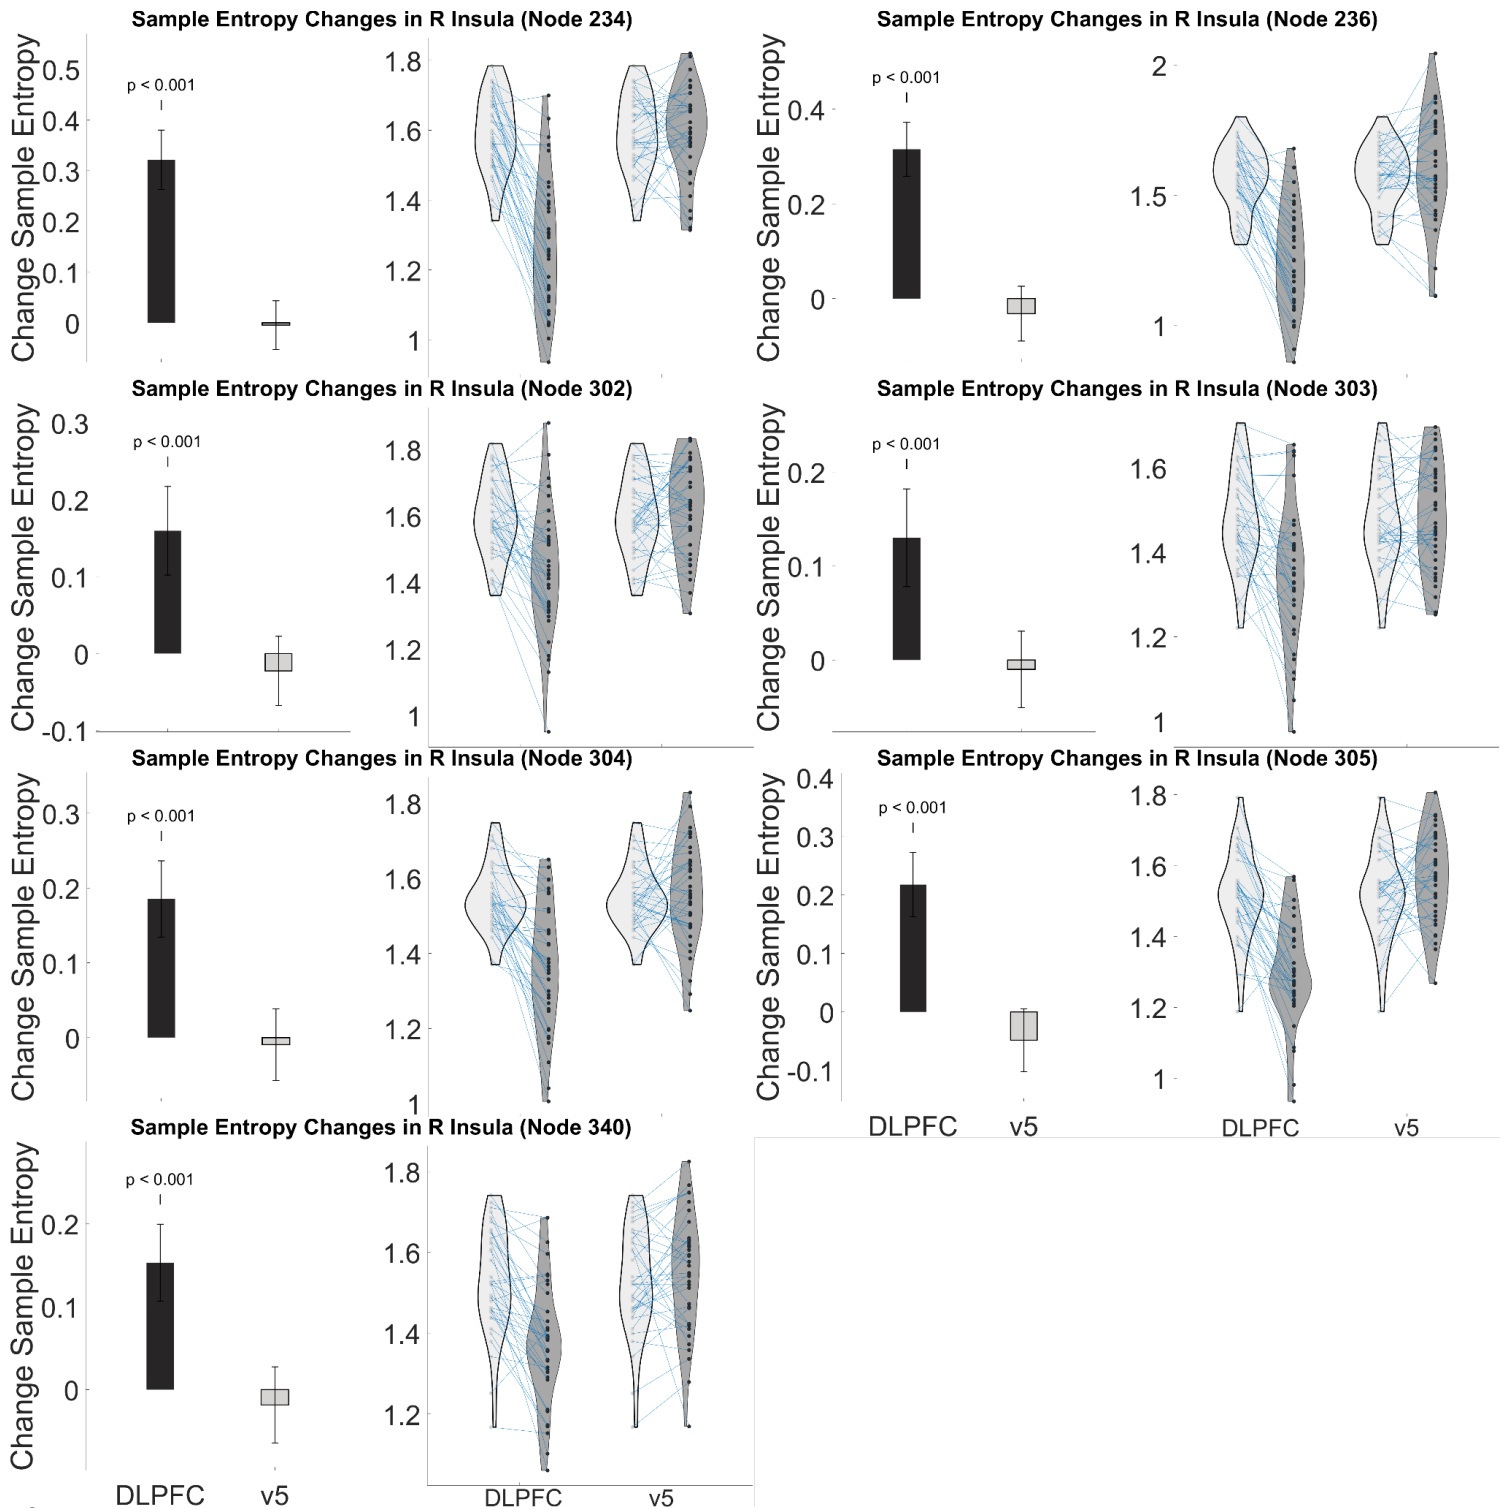 Sample Entropy Changes in R Insula (Node 234)
Change Sample Entropy
0.5
0.4
0.3
0.2
0.1
0
p < 0.001
1.8
1.6
1.4
1.2
1
Sample Entropy Changes in R Insula (Node 236)
Change Sample Entropy
0.4
0.2
0
p < 0.001
2
1.5
1
Sample Entropy Changes in R Insula (Node 302)
Change Sample Entropy
0.3
0.2
0.1
0
-0.1
p < 0.001
1.8
1.6
1.4
1.2
1
Sample Entropy Changes in R Insula (Node 303)
Change Sample Entropy
0.2
0.1
0
p < 0.001
1.6
1.4
1.2
1
Sample Entropy Changes in R Insula (Node 304)
Change Sample Entropy
0.3
0.2
0.1
0
p < 0.001
1.8
1.6
1.4
1.2
1
Sample Entropy Changes in R Insula (Node 305)
Change Sample Entropy
0.4
0.3
0.2
0.1
0
-0.1
p < 0.001
DLPFC v5
1.8
1.6
1.4
1.2
1
DLPFC v5
Sample Entropy Changes in R Insula (Node 340)
Change Sample Entropy
0.2
0.1
0
p < 0.001
DLPFC v5
1.8
1.6
1.4
1.2
DLPFC v5